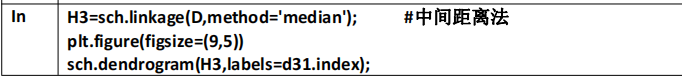 In H3=sch.linkage(D,method='median'); #中间距离法
plt.figure(figsize=(9,5))
sch.dendrogram(H3,labels=d31.index);